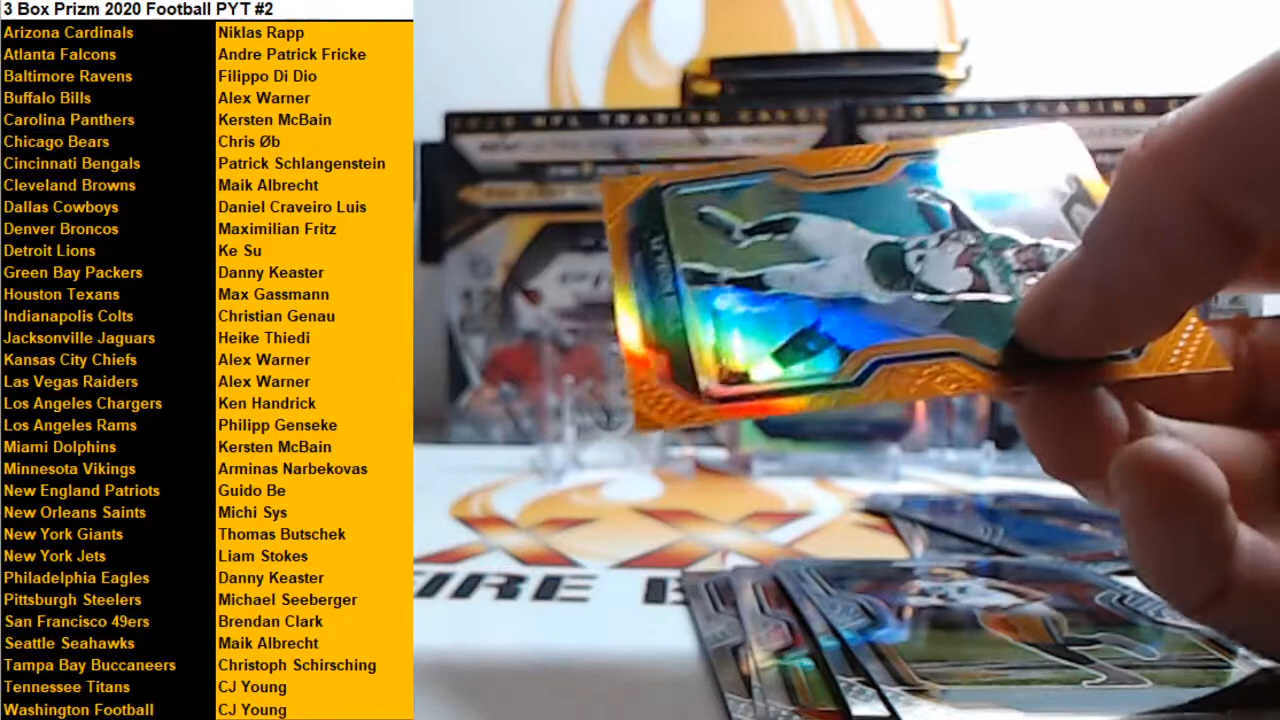 3 Box Prizm 2020 Football PYT #2
Arizona Cardinals Niklas Rapp
Atlanta Falcons Andre Patrick Fricke
Baltimore Ravens Filippo Di Dio
Buffalo Bills Alex Warner
Carolina Panthers Kersten McBain
Chicago Bears Chris Øb
Cincinnati Bengals Patrick Schlangenstein
Cleveland Browns Maik Albrecht
Dallas Cowboys Daniel Craveiro Luis
Denver Broncos Maximilian Fritz
Detroit Lions Ke Su
Green Bay Packers Danny Keaster
Houston Texans Max Gassmann
Indianapolis Colts Christian Genau
Jacksonville Jaguars Heike Thiedi
Kansas City Chiefs Alex Warner
Las Vegas Raiders Alex Warner
Los Angeles Chargers Ken Handrick
Los Angeles Rams Philipp Genseke
Miami Dolphins Kersten McBain
Minnesota Vikings Arminas Narbekovas
New England Patriots Guido Be
New Orleans Saints Michi Sys
New York Giants Thomas Butschek
New York Jets Liam Stokes
Philadelphia Eagles Danny Keaster
Pittsburgh Steelers Michael Seeberger
San Francisco 49ers Brendan Clark
Seattle Seahawks Maik Albrecht
Tampa Bay Buccaneers Christoph Schirsching
Tennessee Titans CJ Young
Washington Football CJ Young
NFL TRADING CARDS
XX
IRE B